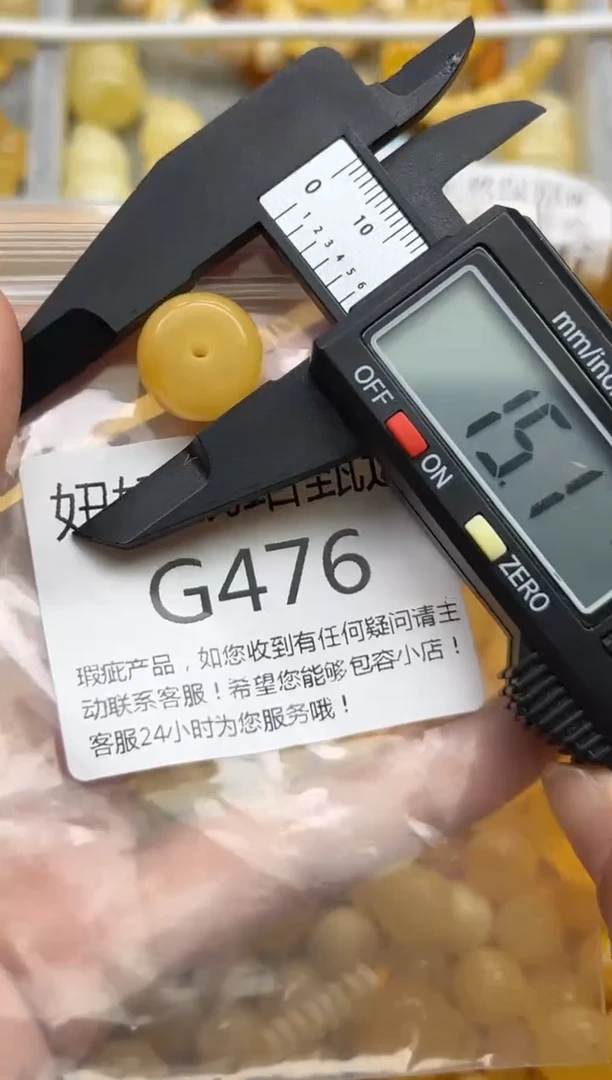 0 10
1 2 3 4 5 6
mm/inc
OFF
15.1
ON
ZERO
G476
瑕疵产品，如您收到有任何疑问请主
动联系客服！希望您能够包容小店！
客服24小时为您服务哦！